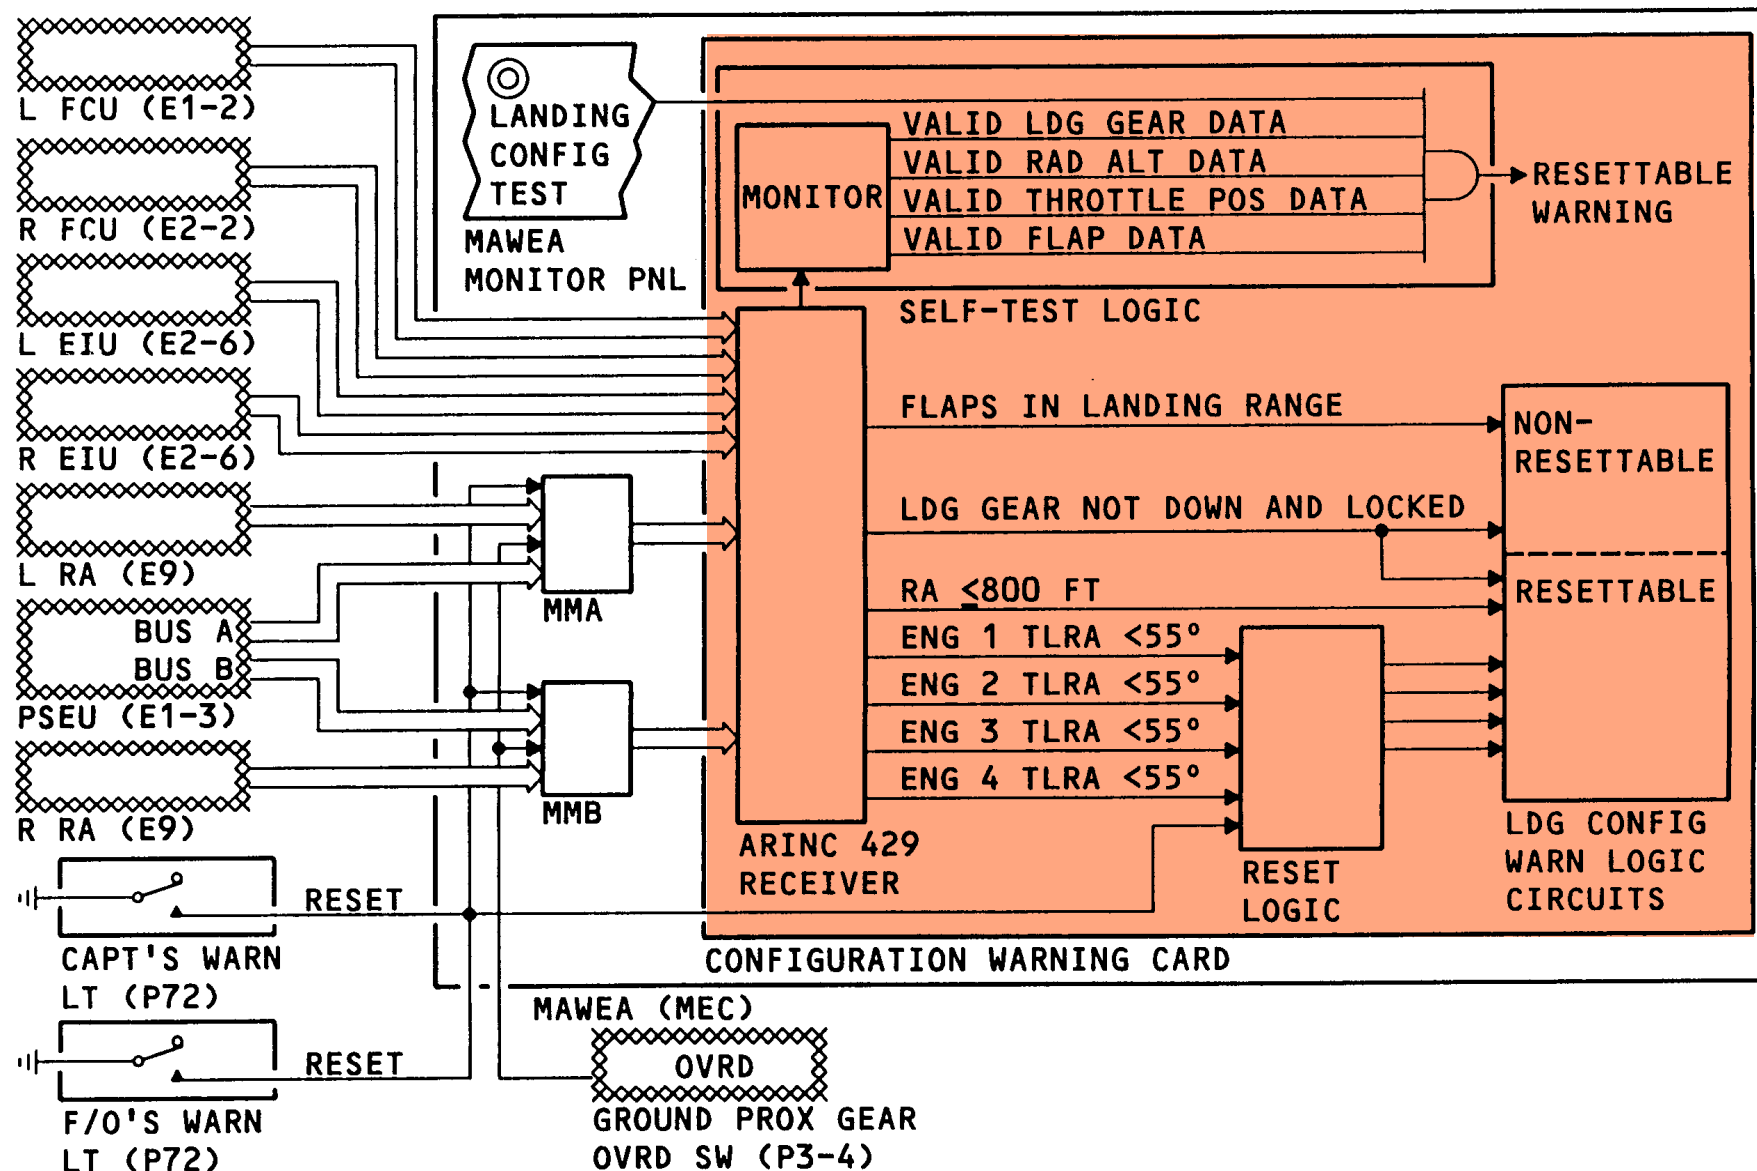 L FCU (E1-2)
R FCU (E2-2)
L EIU (E2-6)
R EIU (E2-6)
L RA (E9)
BUS A
BUS B
PSEU (E1-3)
R RA (E9)
RESET
CAPT'S WARN
LT (P72)
RESET
F/O'S WARN
LT (P72)
LANDING
CONFIG
TEST
MAWEA
MONITOR PNL
MMA
MMB
MONITOR
VALID LDG GEAR DATA
VALID RAD ALT DATA
VALID THROTTLE POS DATA
VALID FLAP DATA
RESETTABLE
WARNING
SELF-TEST LOGIC
FLAPS IN LANDING RANGE
LDG GEAR NOT DOWN AND LOCKED
RA ≤800 FT
ENG 1 TLRA <55°
ENG 2 TLRA <55°
ENG 3 TLRA <55°
ENG 4 TLRA <55°
NON-
RESETTABLE
RESETTABLE
ARINC 429
RECEIVER
RESET
LOGIC
LDG CONFIG
WARN LOGIC
CIRCUITS
CONFIGURATION WARNING CARD
MAWEA (MEC)
OVRD
GROUND PROX GEAR
OVRD SW (P3-4)